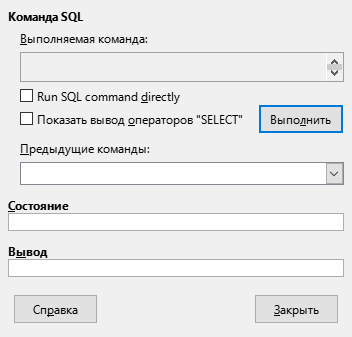 Команда SQL
Выполняемая команда:
Run SQL command directly
Показать вывод операторов "SELECT"
Выполнить
Предыдущие команды:
Состояние
Вывод
Справка
Закрыть